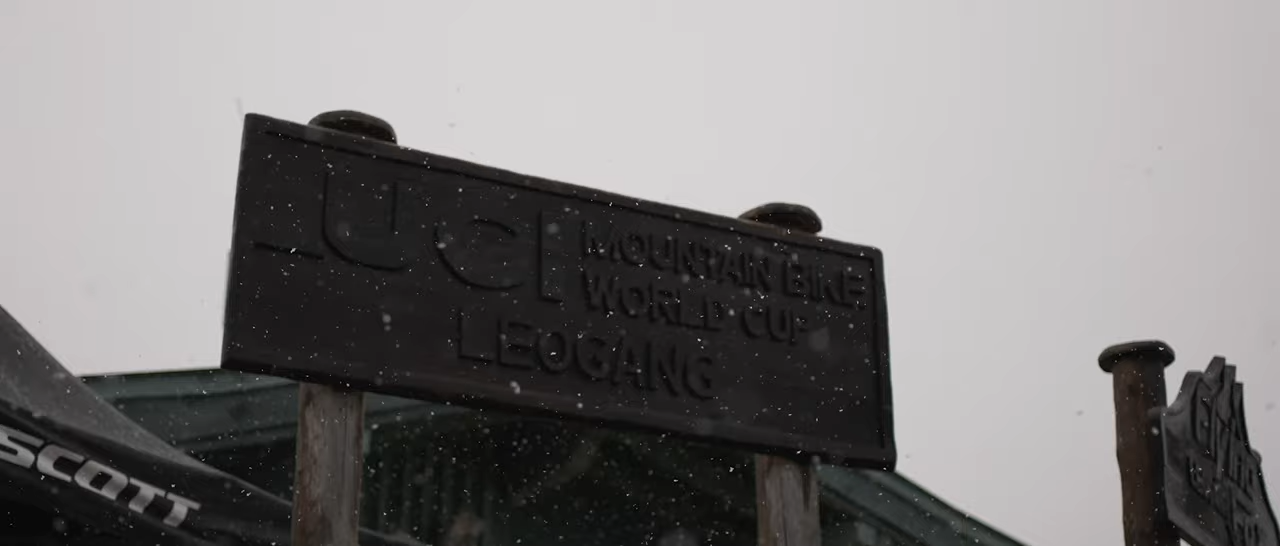 UCI
MOUNTAIN BIKE
WORLD CUP
LEOGANG
SCOTT